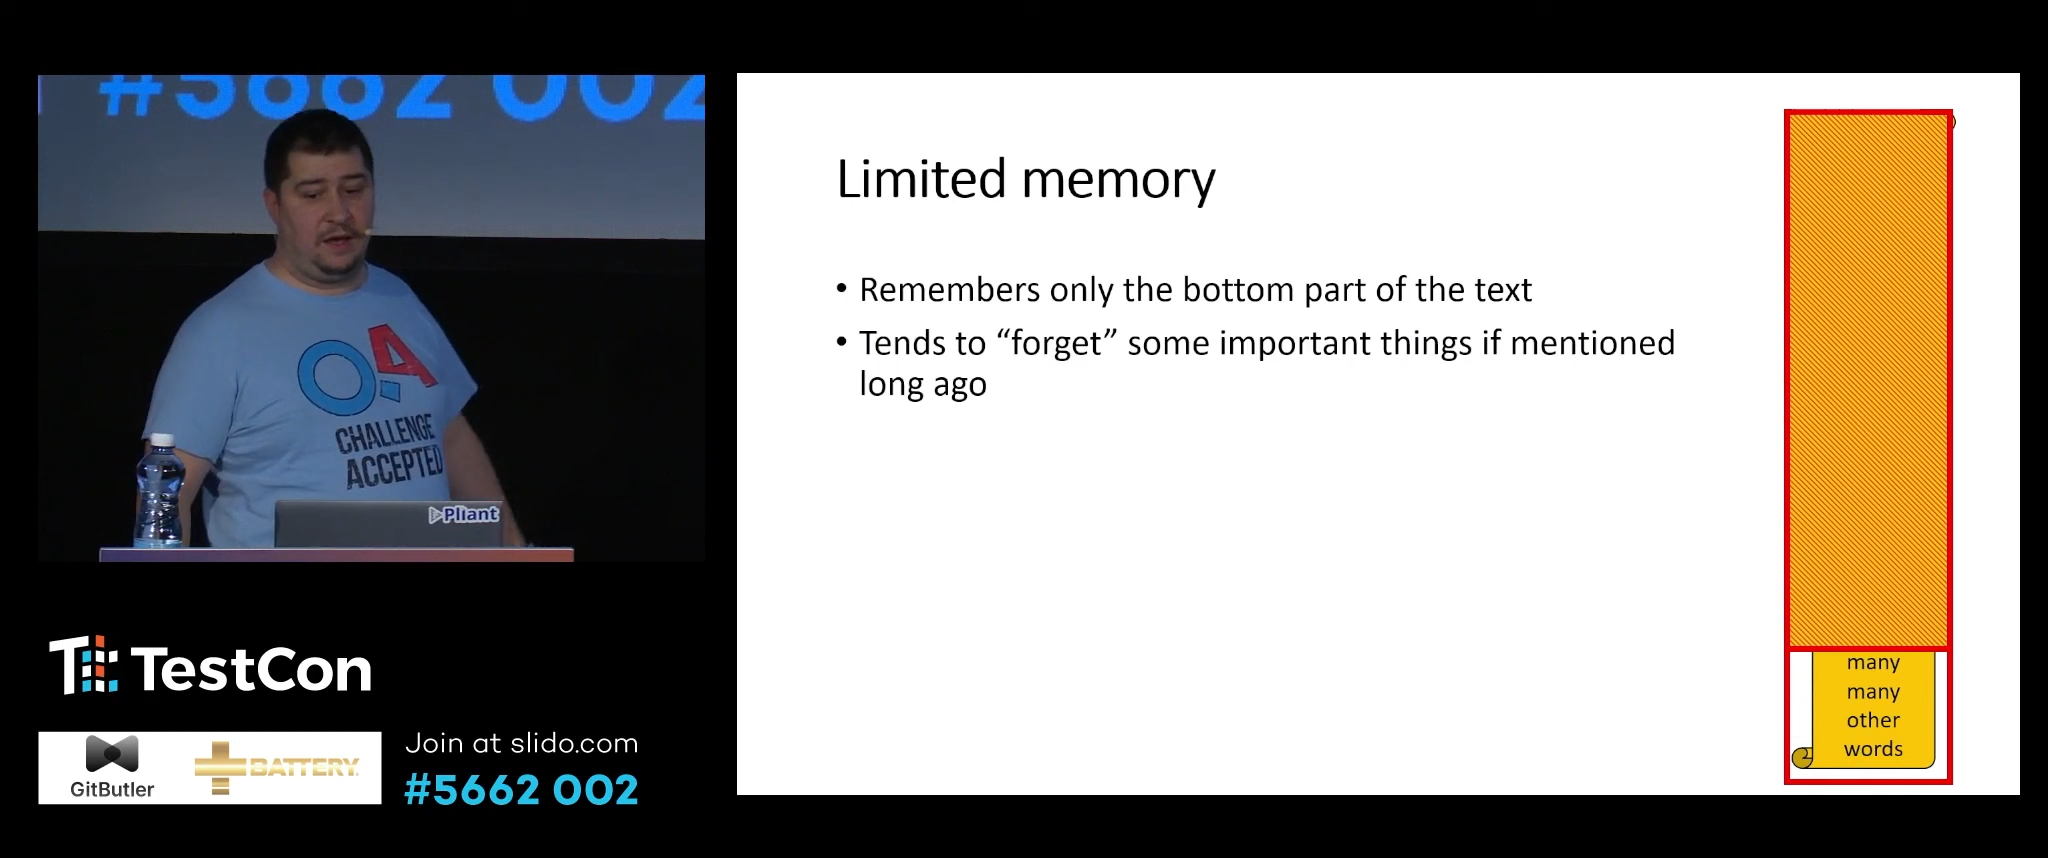 #5662 002
QA
CHALLENGE
ACCEPTED
Pliant
TestCon
GitButler
BATTERY
Join at slido.com
#5662 002
Limited memory
• Remembers only the bottom part of the text
• Tends to “forget” some important things if mentioned
long ago
many
many
other
words